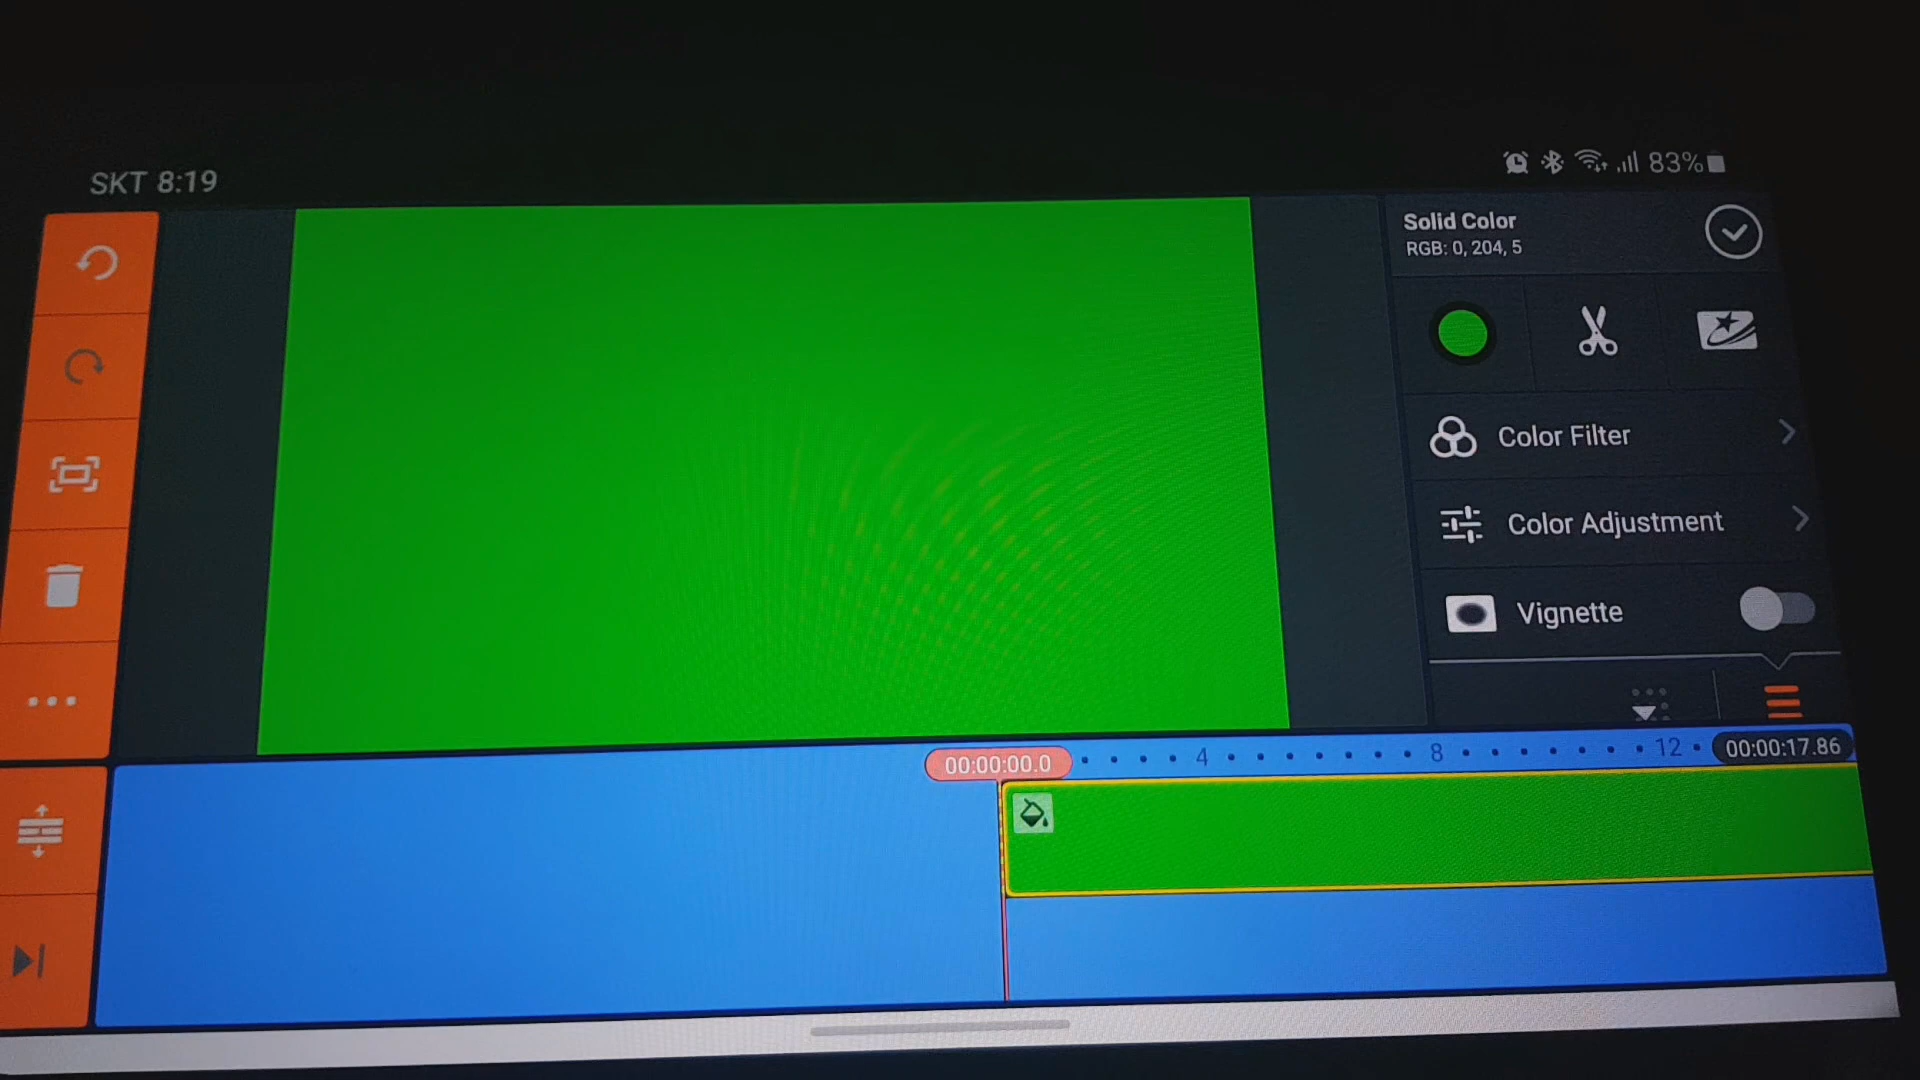 SKT 8:19
83%
Solid Color
RGB: 0, 204, 5
Color Filter
Color Adjustment
Vignette
00:00:00.0
4
8
12
00:00:17.86